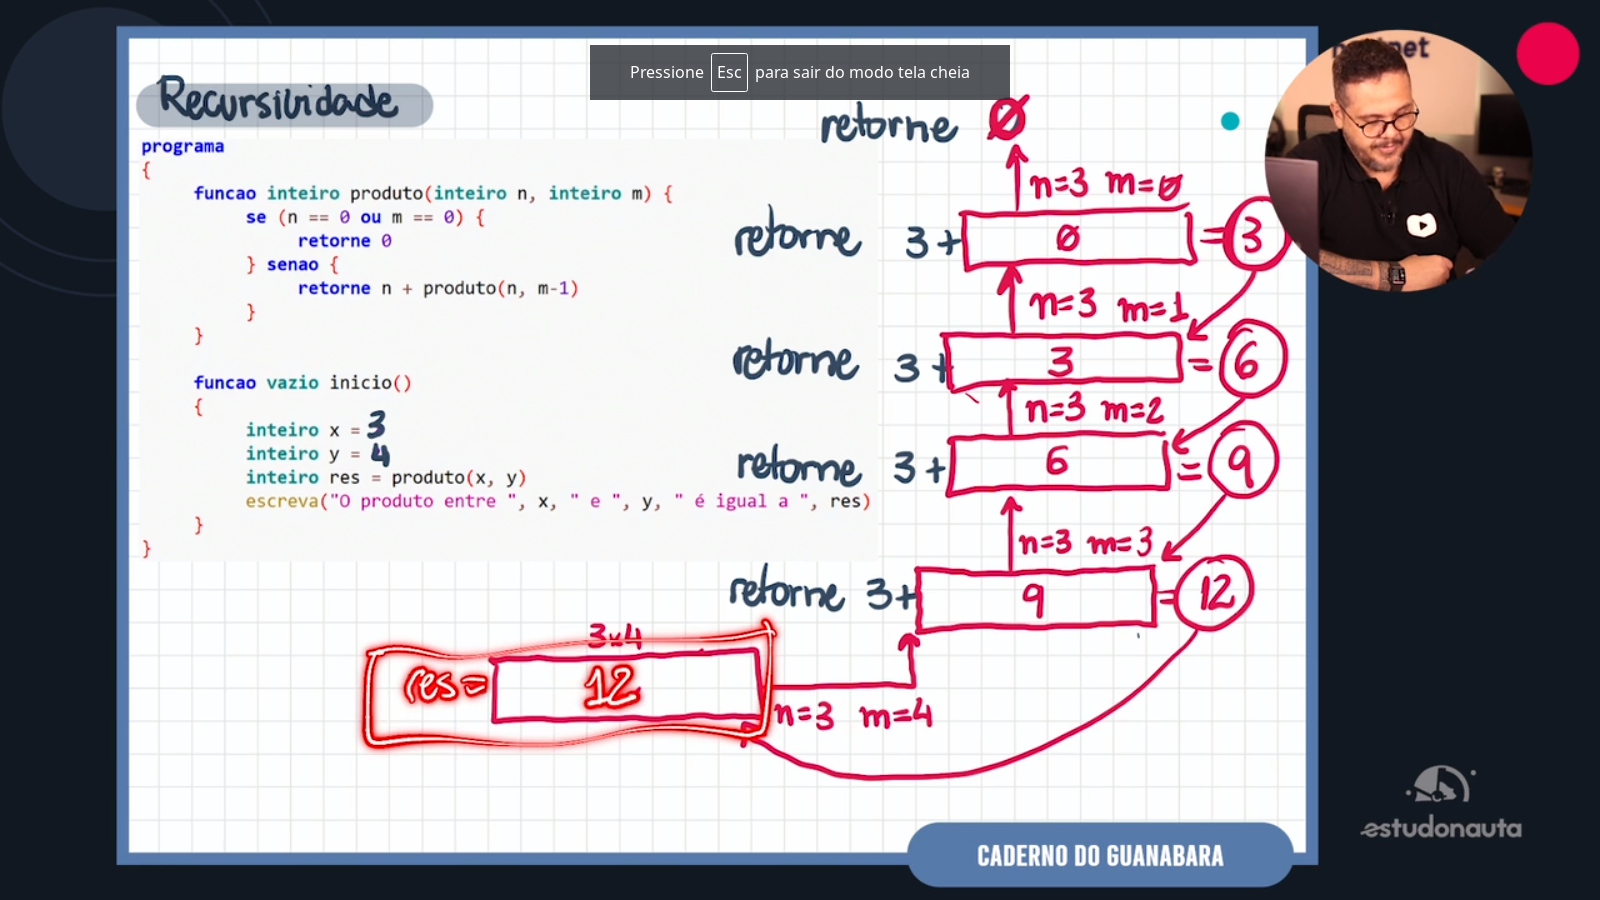 Pressione Esc para sair do modo tela cheia
Recursividade
programa
{
funcao inteiro produto(inteiro n, inteiro m) {
se (n == 0 ou m == 0) {
retorne 0
} senao {
retorne n + produto(n, m-1)
}
}
funcao vazio inicio()
{
inteiro x = 3
inteiro y = 4
inteiro res = produto(x, y)
escreva("O produto entre ", x, " e ", y, " é igual a ", res)
}
}
retorne 0
n=3 m=0
retorne 3+ 0 = 3
n=3 m=1
retorne 3+ 3 = 6
n=3 m=2
retorne 3+ 6 = 9
n=3 m=3
retorne 3+ 9 = 12
3x4
res= 12
n=3 m=4
estudonauta
CADERNO DO GUANABARA